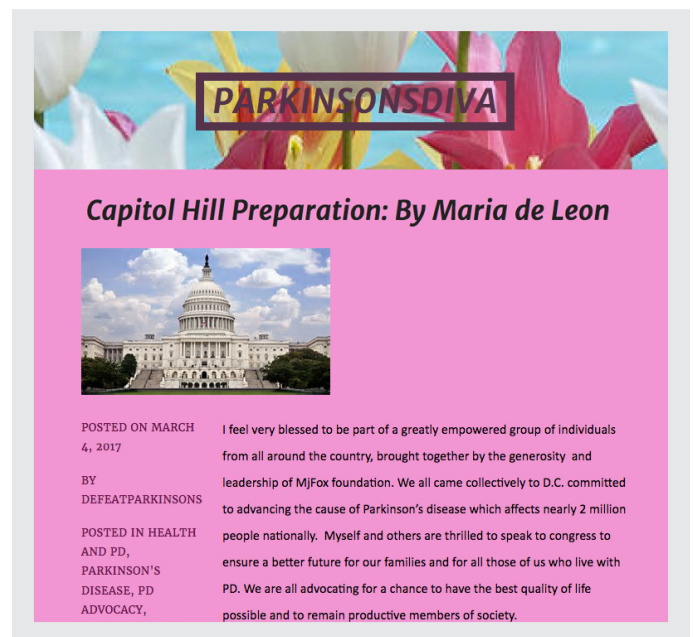 PARKINSONSDIVA
Capitol Hill Preparation: By Maria de Leon
POSTED ON MARCH
4, 2017
BY
DEFEATPARKINSONS
POSTED IN HEALTH
AND PD,
PARKINSON'S
DISEASE, PD
ADVOCACY,
I feel very blessed to be part of a greatly empowered group of individuals
from all around the country, brought together by the generosity  and
leadership of MjFox foundation. We all came collectively to D.C. committed
to advancing the cause of Parkinson's disease which affects nearly 2 million
people nationally.  Myself and others are thrilled to speak to congress to
ensure a better future for our families and for all those of us who live with
PD. We are all advocating for a chance to have the best quality of life
possible and to remain productive members of society.